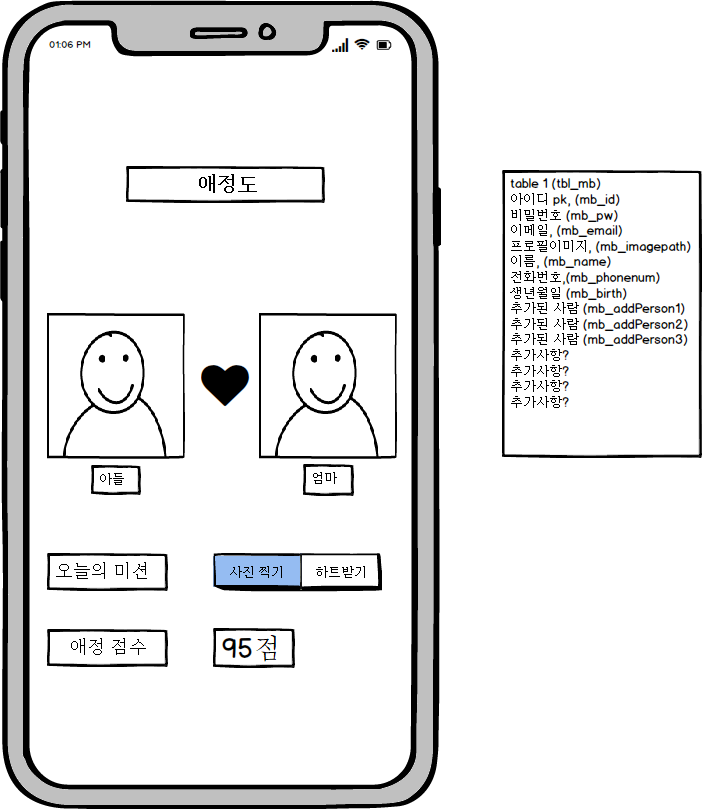 01:06 PM
애정도
아들
엄마
오늘의 미션
사진 찍기
하트받기
애정 점수
95점
table 1 (tbl_mb)
아이디 pk, (mb_id)
비밀번호 (mb_pw)
이메일, (mb_email)
프로필이미지, (mb_imagepath)
이름, (mb_name)
전화번호,(mb_phonenum)
생년월일 (mb_birth)
추가된 사람 (mb_addPerson1)
추가된 사람 (mb_addPerson2)
추가된 사람 (mb_addPerson3)
추가사항?
추가사항?
추가사항?
추가사항?